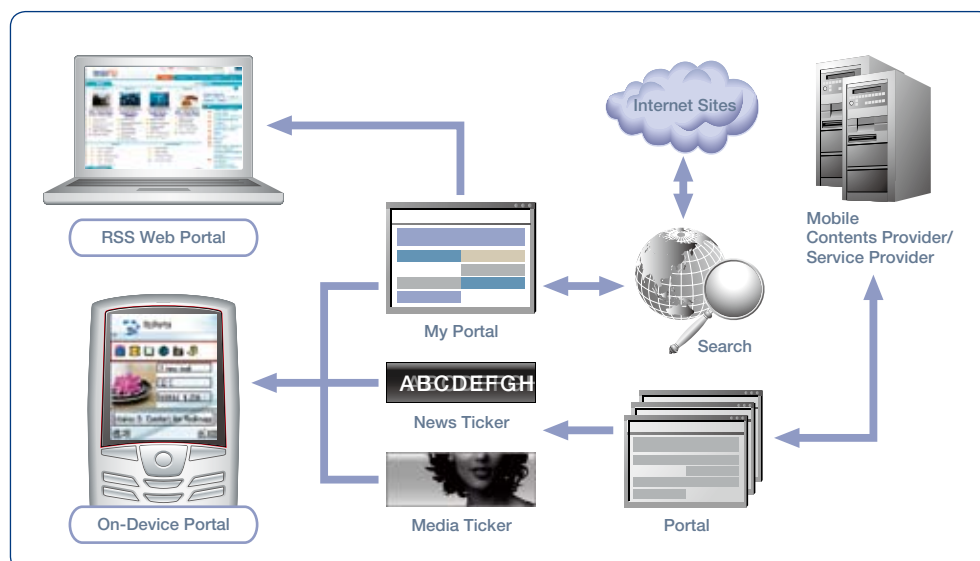 Internet Sites
RSS Web Portal
Mobile
Contents Provider/
Service Provider
My Portal
Search
ABCDEFGH
News Ticker
On-Device Portal
Media Ticker
Portal